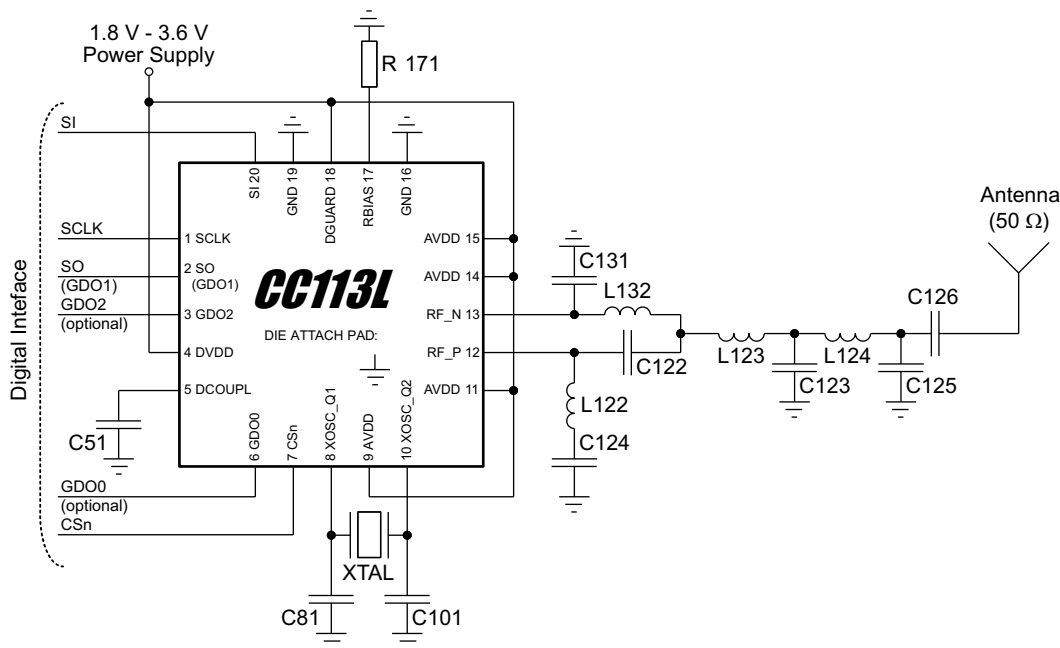 1.8 V - 3.6 V
Power Supply
R 171
SI
SI 20
GND 19
DGUARD 18
RBIAS 17
GND 16
Antenna
(50 Ω)
SCLK
1 SCLK
AVDD 15
C131
SO
(GDO1)
2 SO
(GDO1)
CC113L
AVDD 14
L132
C126
GDO2
(optional)
3 GDO2
DIE ATTACH PAD:
RF_N 13
Digital Inteface
4 DVDD
RF_P 12
C122
L123
C123
L124
C125
5 DCOUPL
AVDD 11
L122
C51
6 GDO0
7 CSn
8 XOSC_Q1
9 AVDD
10 XOSC_Q2
C124
GDO0
(optional)
CSn
XTAL
C81
C101